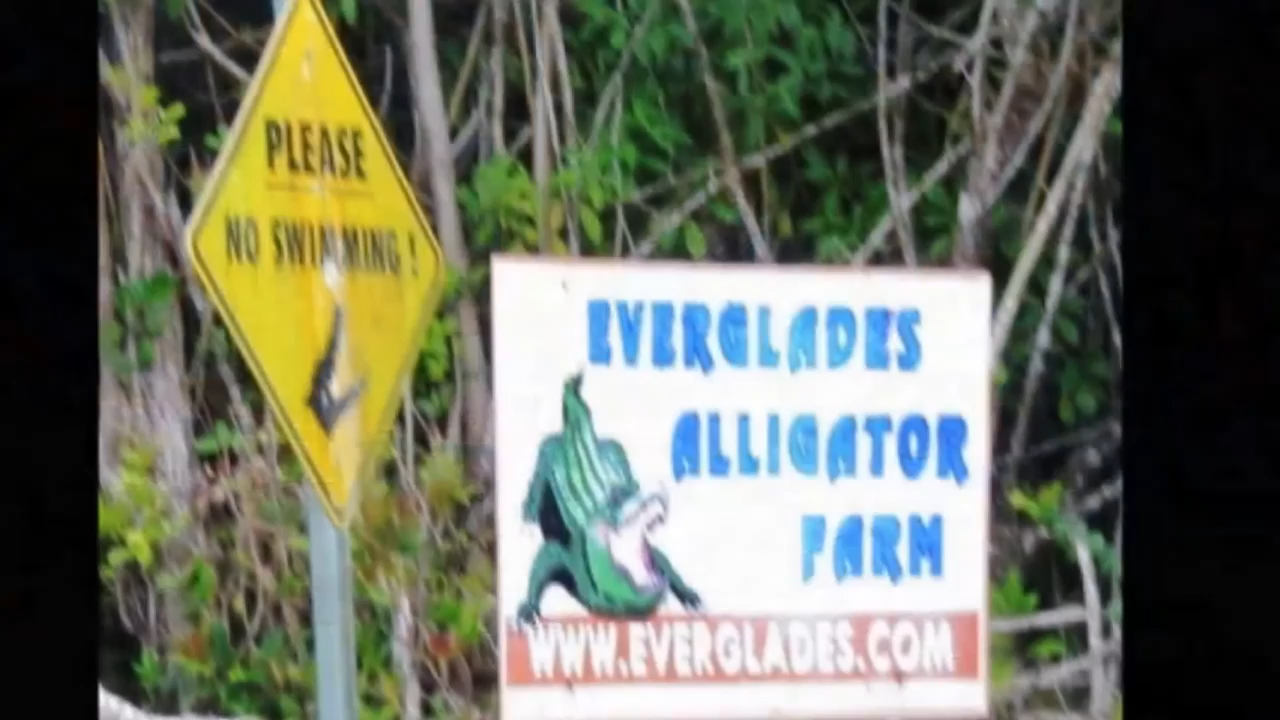 PLEASE
NO SWIMMING !
EVERGLADES
ALLIGATOR
FARM
WWW.EVERGLADES.COM